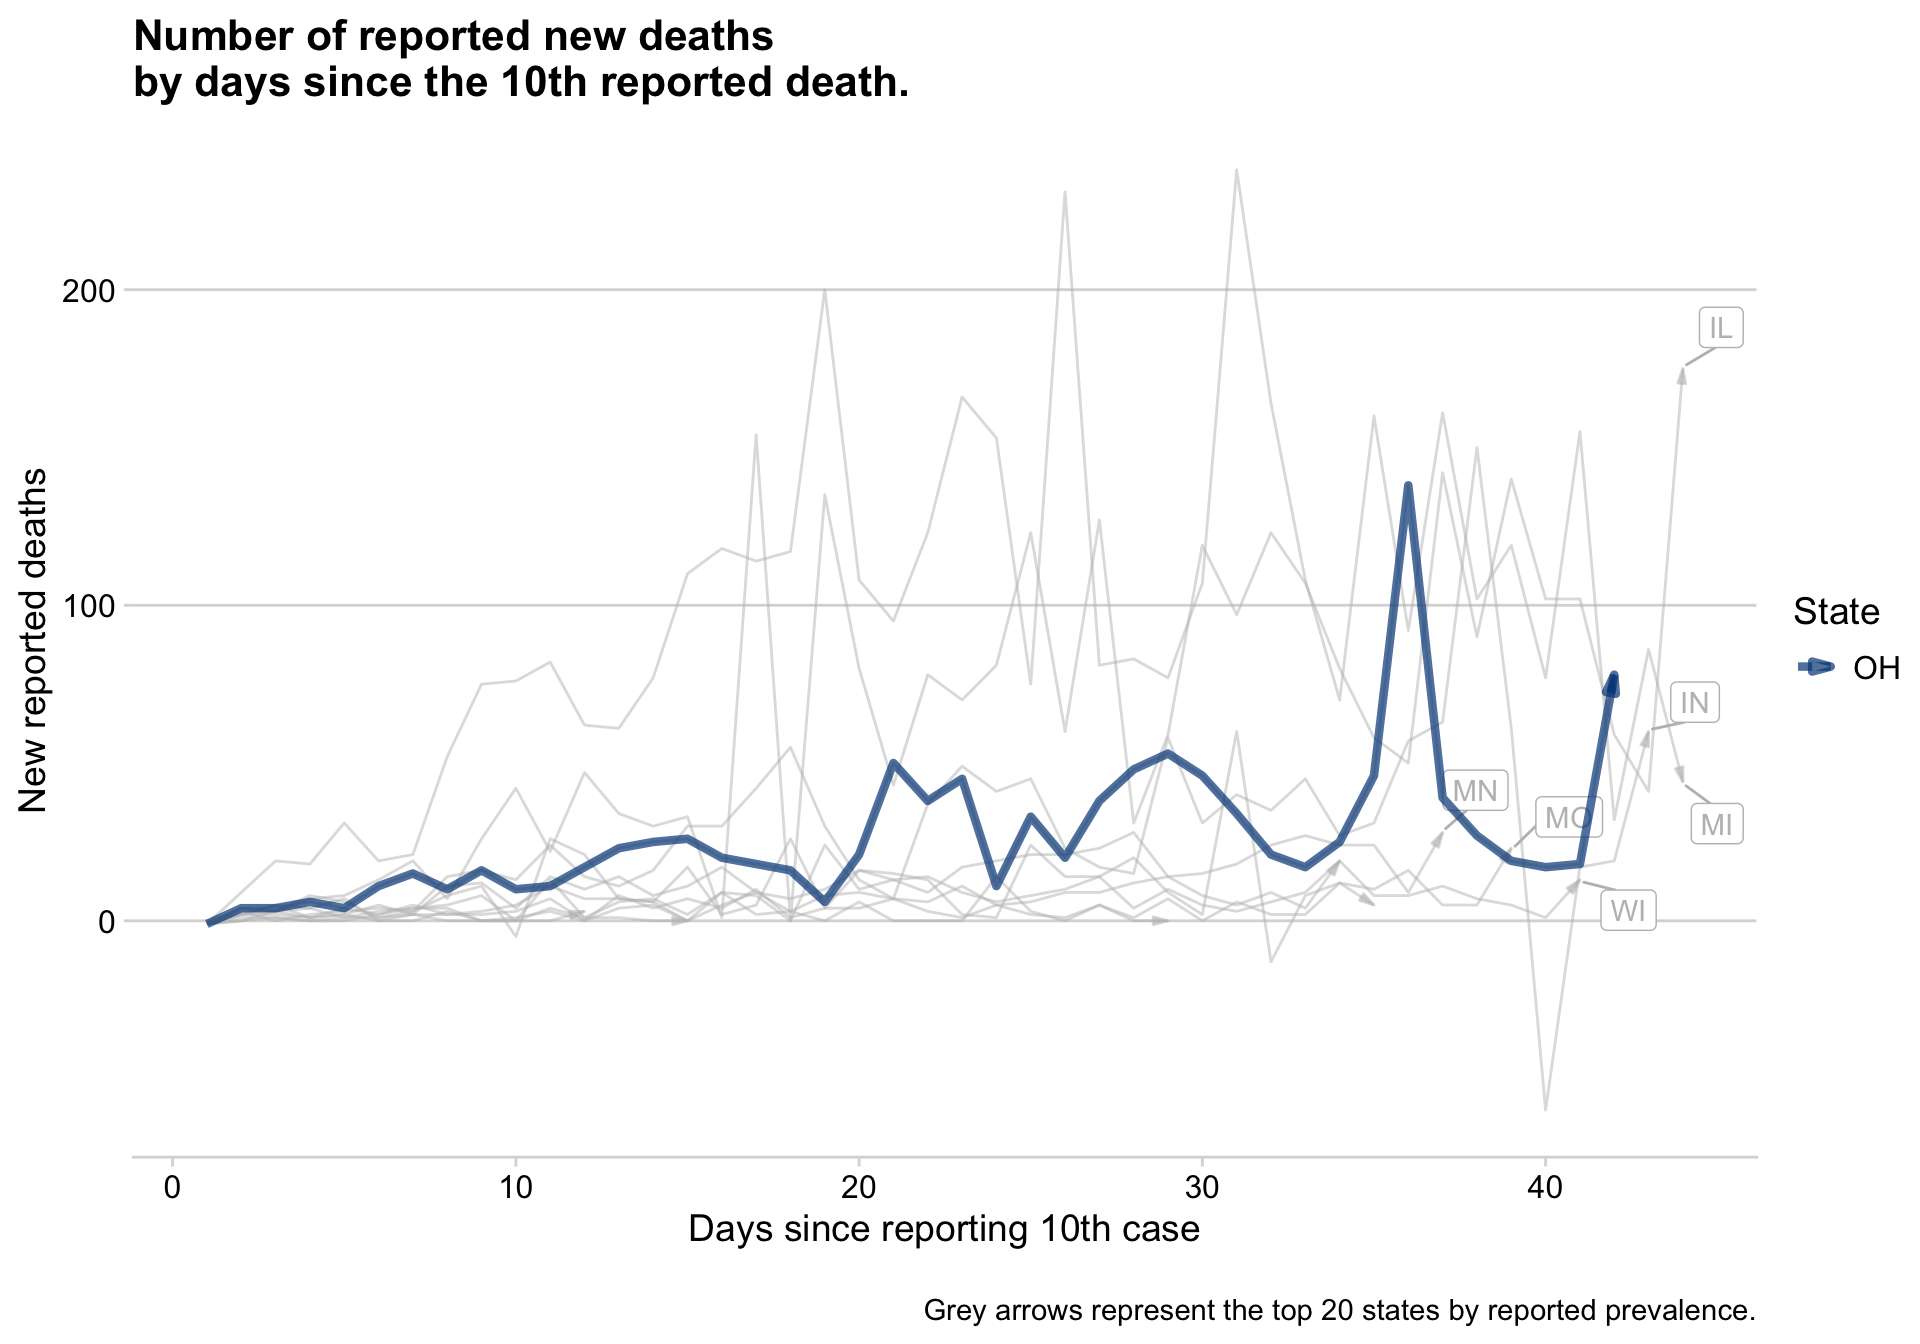 Number of reported new deaths
by days since the 10th reported death.
200
100
0
New reported deaths
IL
IN
MN
MO
MI
WI
State
OH
0
10
20
30
40
Days since reporting 10th case
Grey arrows represent the top 20 states by reported prevalence.